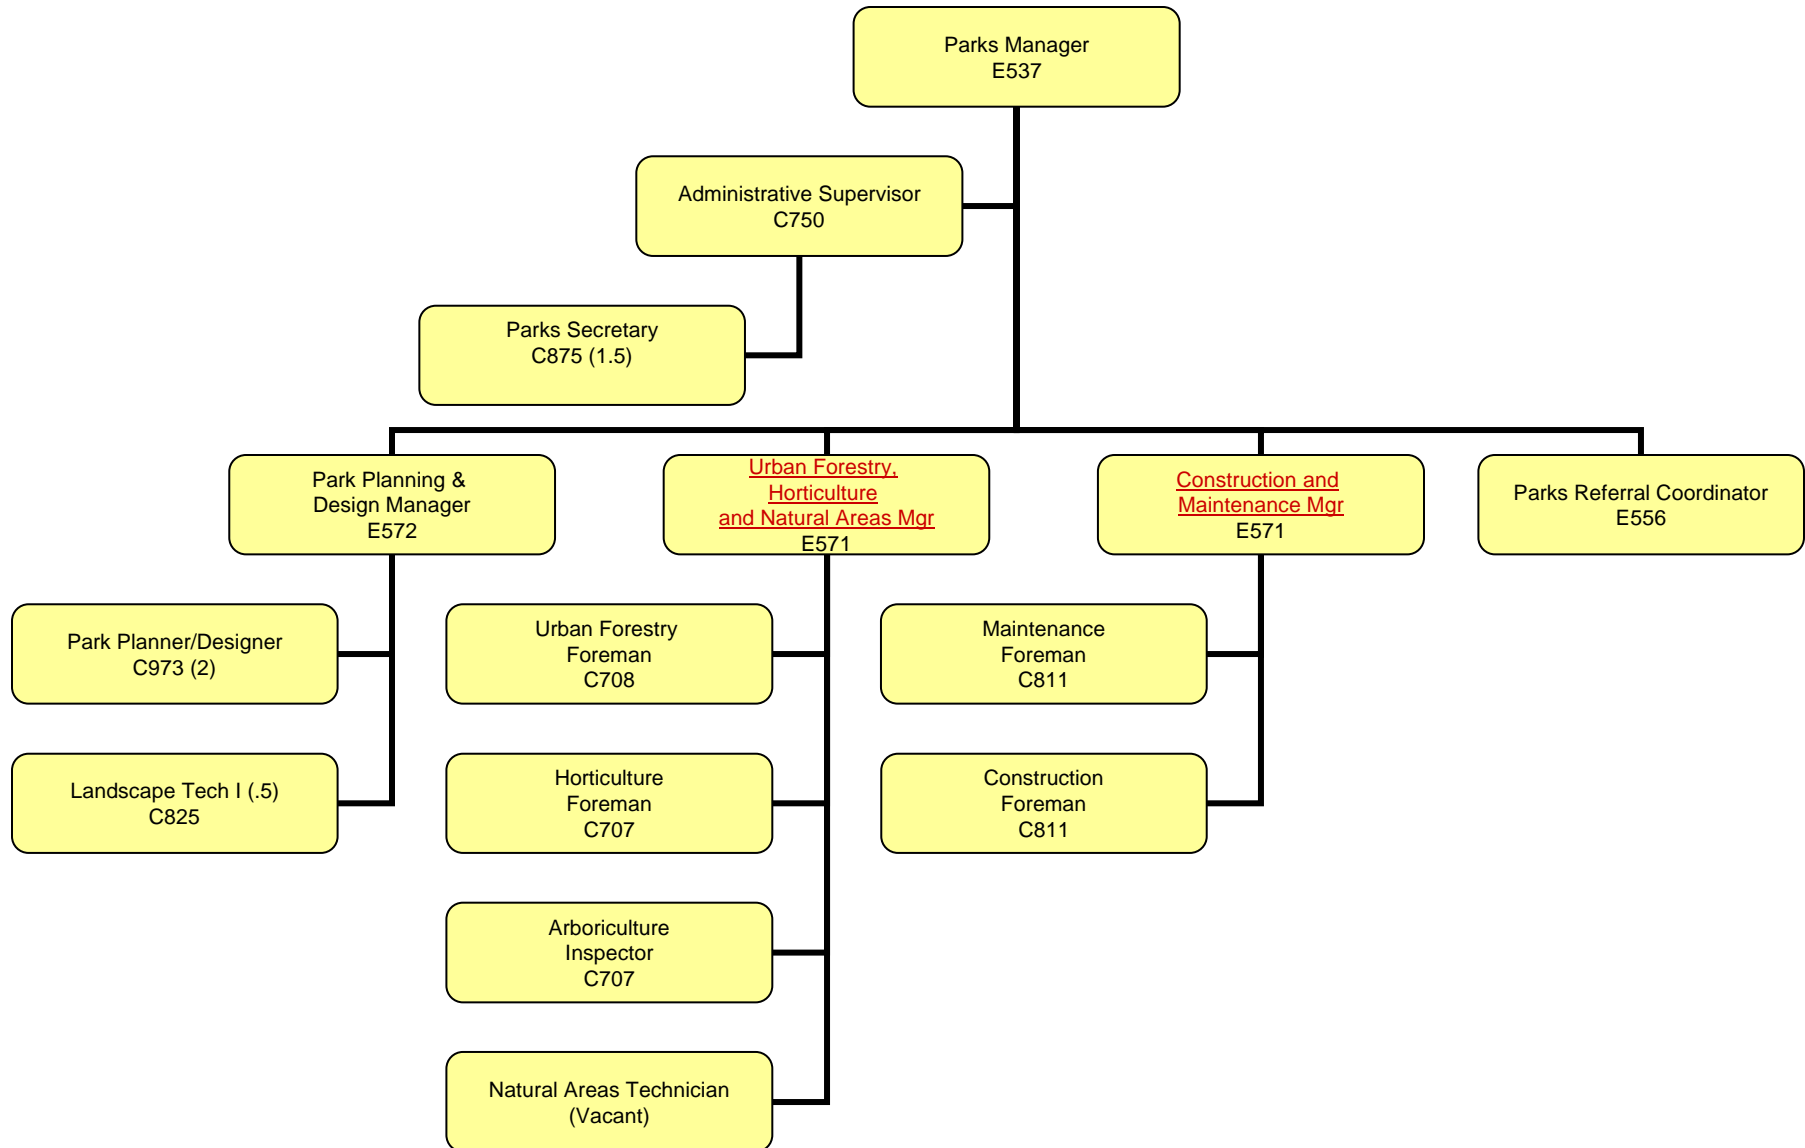 Parks Manager
E537
Administrative Supervisor
C750
Parks Secretary
C875 (1.5)
Park Planning &
Design Manager
E572
Urban Forestry,
Horticulture
and Natural Areas Mgr
E571
Construction and
Maintenance Mgr
E571
Parks Referral Coordinator
E556
Park Planner/Designer
C973 (2)
Urban Forestry
Foreman
C708
Maintenance
Foreman
C811
Landscape Tech I (.5)
C825
Horticulture
Foreman
C707
Construction
Foreman
C811
Arboriculture
Inspector
C707
Natural Areas Technician
(Vacant)